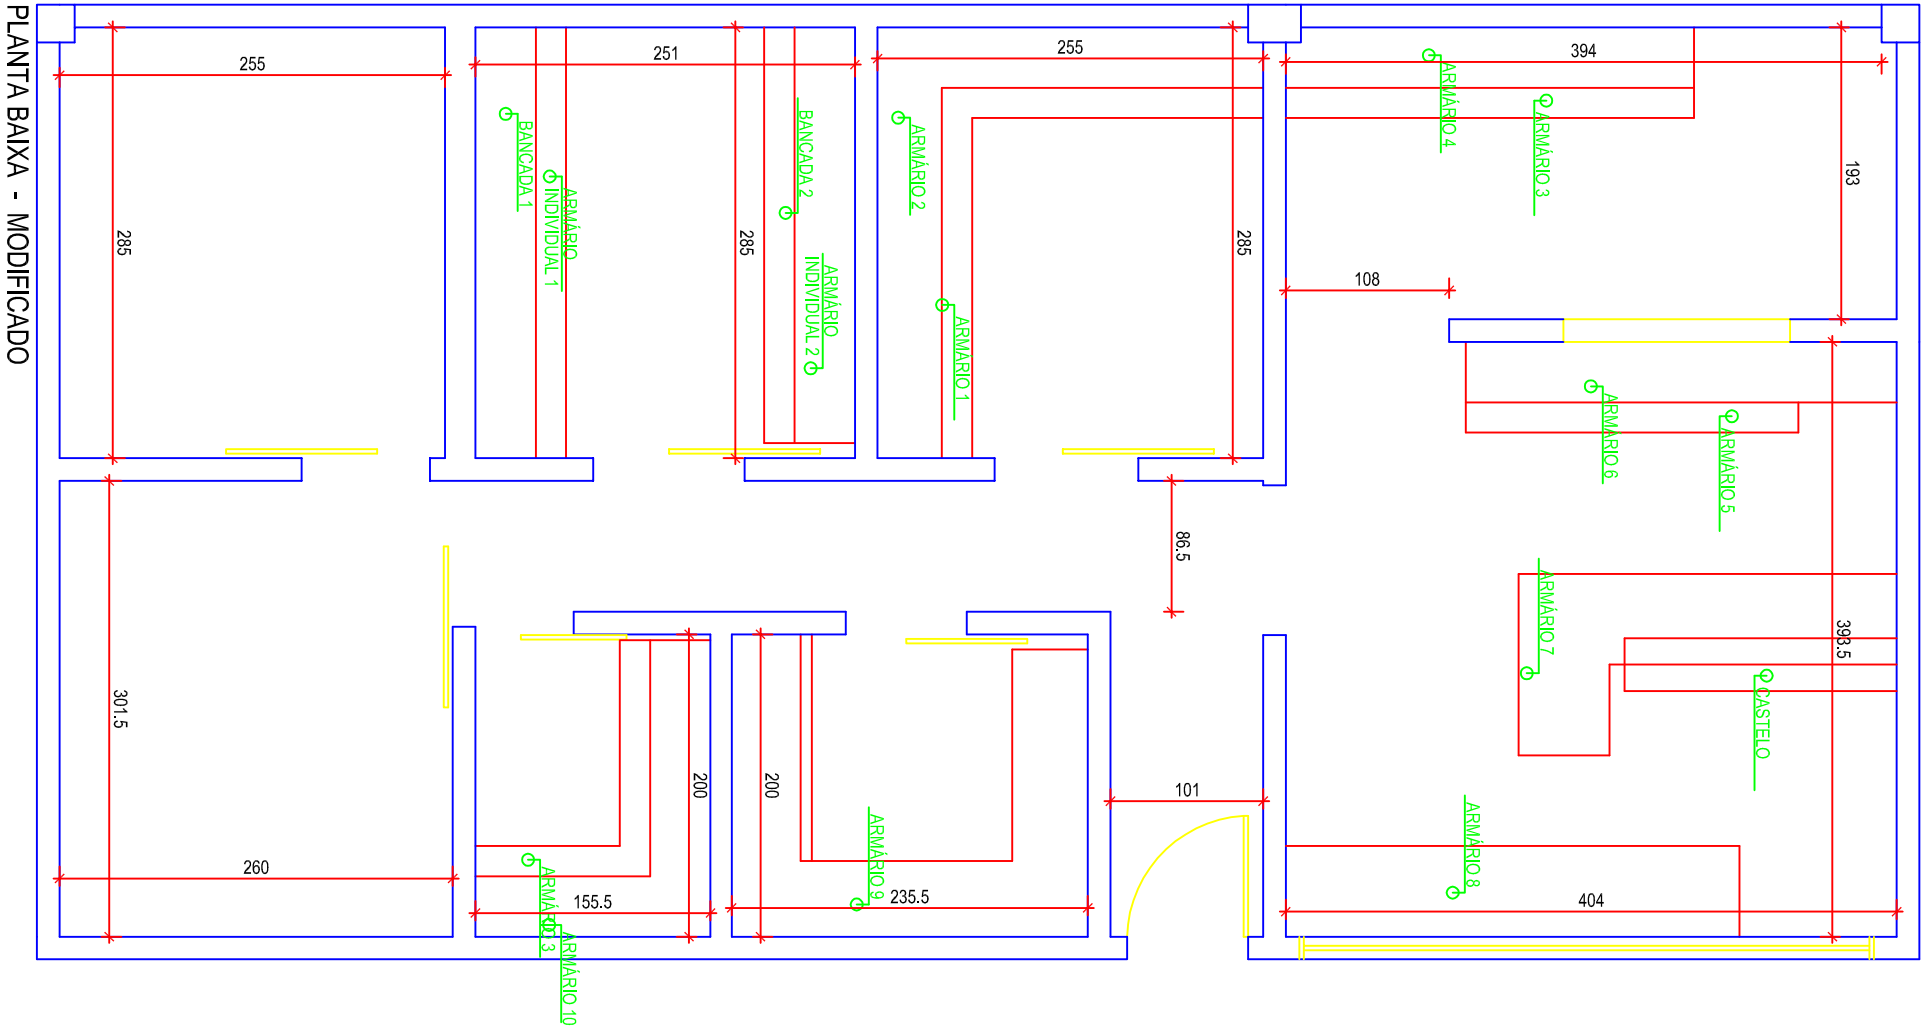 PLANTA BAIXA - MODIFICADO
255
285
251
285
255
285
394
193
108
BANCADA 1
ARMÁRIO
INDIVIDUAL 1
BANCADA 2
ARMÁRIO
INDIVIDUAL 2
ARMÁRIO 2
ARMÁRIO 1
ARMÁRIO 4
ARMÁRIO 3
ARMÁRIO 6
ARMÁRIO 5
86.5
ARMÁRIO 7
393.5
CASTELO
301.5
260
200
155.5
200
235.5
101
404
ARMÁRIO 9
ARMÁRIO 8
ARMÁRIO 10